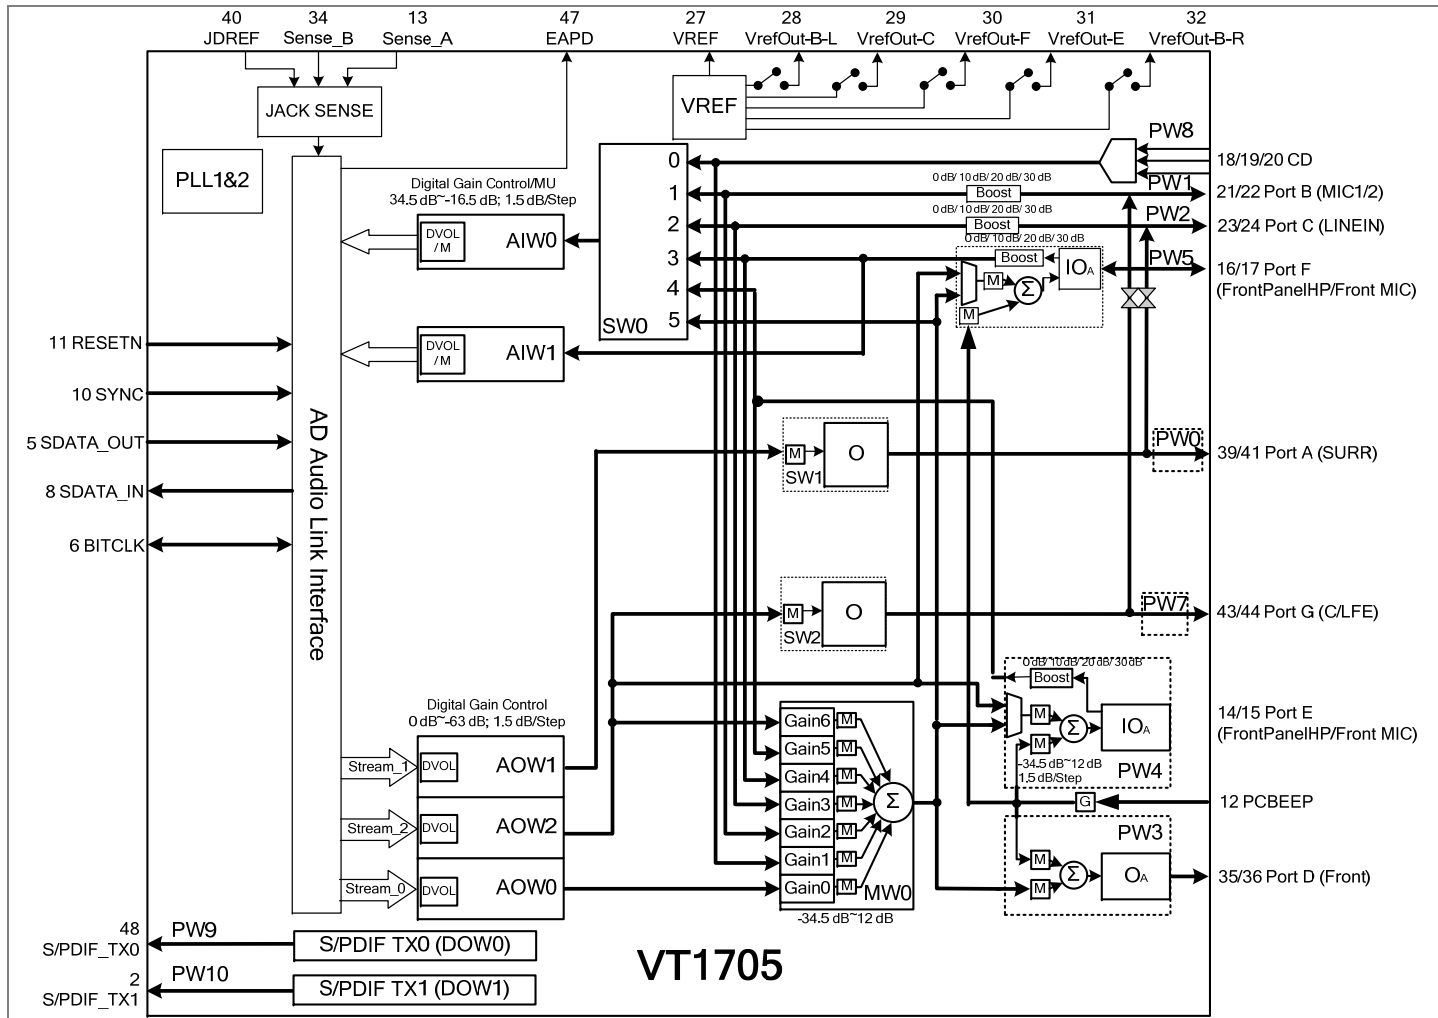 40
JDREF
34
Sense_B
13
Sense_A
47
EAPD
27
VREF
28
VrefOut-B-L
29
VrefOut-C
30
VrefOut-F
31
VrefOut-E
32
VrefOut-B-R
JACK SENSE
VREF
PLL1&2
PW8
18/19/20 CD
0
1
2
3
4
5
SW0
Digital Gain Control/MU
34.5 dB~-16.5 dB; 1.5 dB/Step
DVOL
/ M
AIW0
0 dB/ 10 dB/ 20 dB/ 30 dB
Boost
PW1
21/22 Port B (MIC1/2)
0 dB/ 10 dB/ 20 dB/ 30 dB
Boost
PW2
23/24 Port C (LINEIN)
0 dB/ 10 dB/ 20 dB/ 30 dB
Boost
IOA
M
Σ
M
PW5
16/17 Port F
(FrontPanelHP/Front MIC)
DVOL
/ M
AIW1
11 RESETN
10 SYNC
5 SDATA_OUT
8 SDATA_IN
6 BITCLK
AD Audio Link Interface
M
SW1
O
PW0
39/41 Port A (SURR)
M
SW2
O
PW7
43/44 Port G (C/LFE)
0 dB/ 10 dB/ 20 dB/ 30 dB
Boost
M
Σ
M
IOA
-34.5 dB~12 dB
1.5 dB/Step
PW4
14/15 Port E
(FrontPanelHP/Front MIC)
Digital Gain Control
0 dB~-63 dB; 1.5 dB/Step
Stream_1
DVOL
AOW1
Stream_2
DVOL
AOW2
Stream_0
DVOL
AOW0
Gain6
M
Gain5
M
Gain4
M
Gain3
M
Gain2
M
Gain1
M
Gain0
M
Σ
MW0
-34.5 dB~12 dB
G
12 PCBEEP
PW3
M
Σ
M
OA
35/36 Port D (Front)
48
S/PDIF_TX0
PW9
S/PDIF TX0 (DOW0)
2
S/PDIF_TX1
PW10
S/PDIF TX1 (DOW1)
VT1705